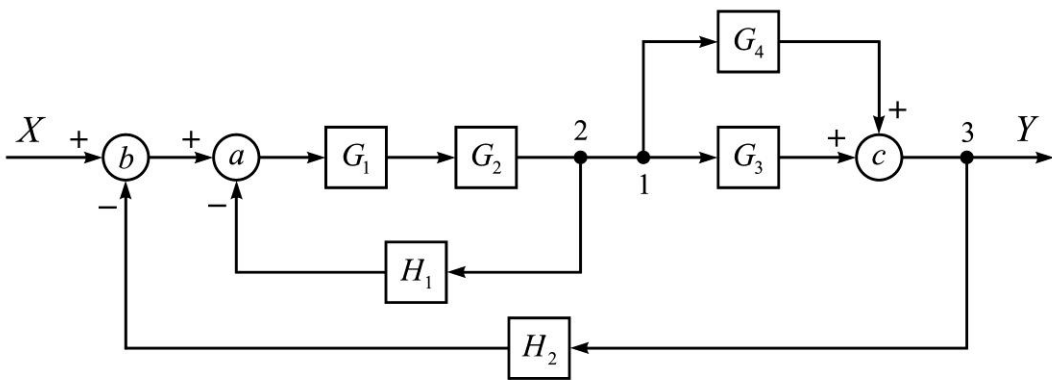 G₄
X + b + a G₁ G₂ 2 1 + G₃ + c 3 Y
− −
H₁
H₂